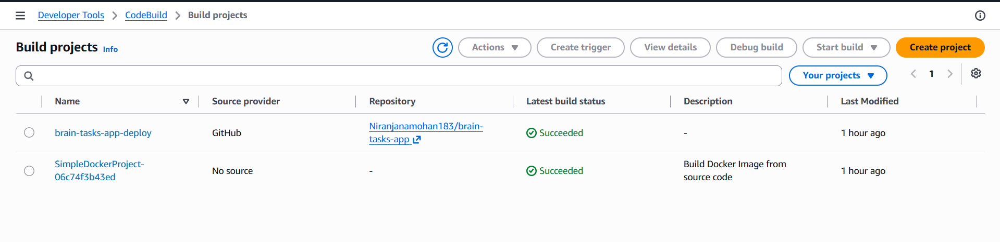 Developer Tools > CodeBuild > Build projects
Build projects Info
Actions Create trigger View details Debug build Start build Create project
Your projects 1
Name Source provider Repository Latest build status Description Last Modified
brain-tasks-app-deploy GitHub Niranjanamohan183/brain-
tasks-app Succeeded - 1 hour ago
SimpleDockerProject-
06c74f3b43ed No source - Succeeded Build Docker Image from
source code 1 hour ago